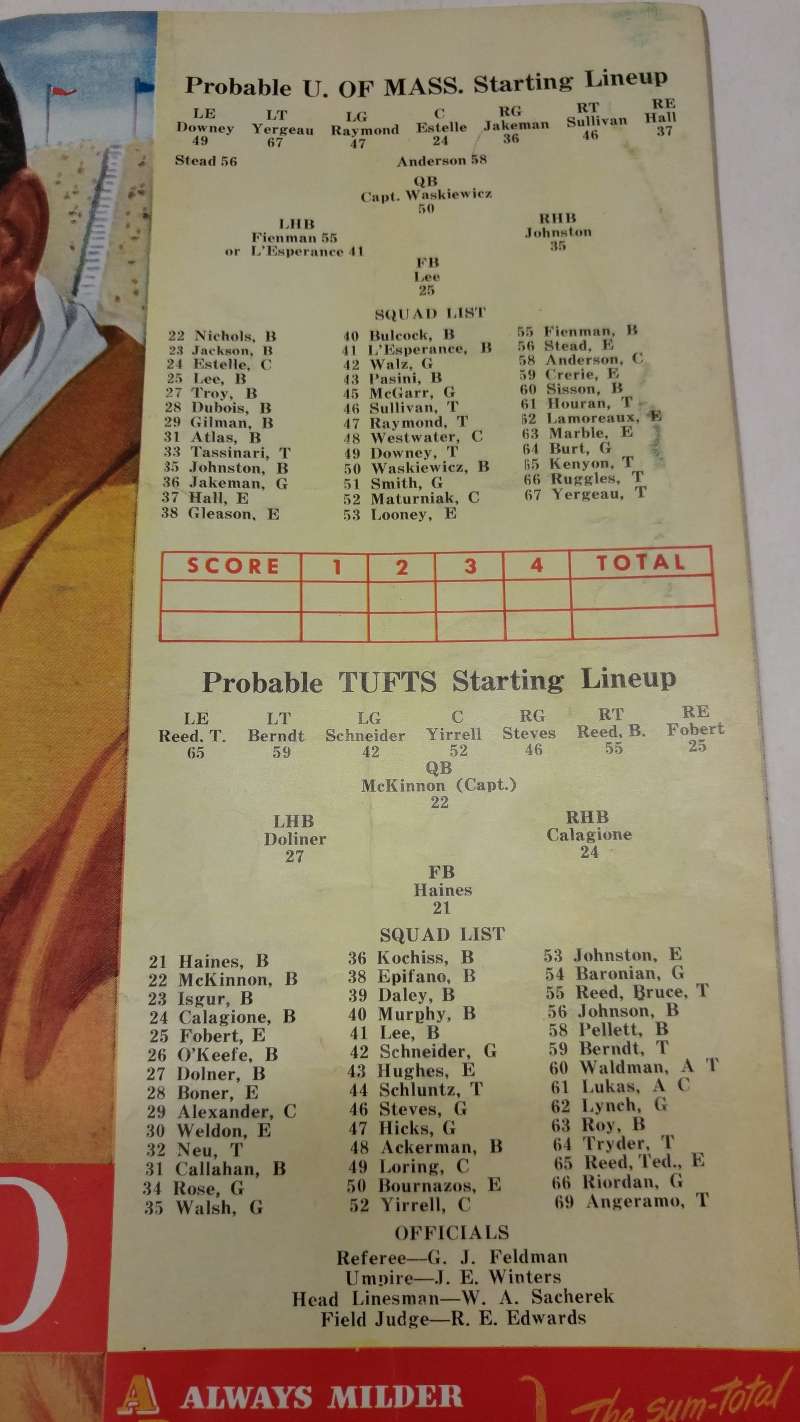 Probable U. OF MASS. Starting Lineup
LE LT LG C RG RT RE
Downey Yergeau Raymond Estelle Jakeman Sullivan Hall
49 67 47 24 36 46 37
Stead 56 Anderson 58
QB
Capt. Waskiewicz
50
LHB RHB
Fienman 55 Johnston
or L'Esperance 41 35
FB
Lee
25
SQUAD LIST
22 Nichols, B
23 Jackson, B
24 Estelle, C
25 Lee, B
27 Troy, B
28 Dubois, B
29 Gilman, B
31 Atlas, B
33 Tassinari, T
35 Johnston, B
36 Jakeman, G
37 Hall, E
38 Gleason, E
40 Bulcock, B
41 L'Esperance, B
42 Walz, G
43 Pasini, B
45 McGarr, G
46 Sullivan, T
47 Raymond, T
48 Westwater, C
49 Downey, T
50 Waskiewicz, B
51 Smith, G
52 Maturniak, C
53 Looney, E
55 Fienman, B
56 Stead, E
58 Anderson, C
59 Crerie, E
60 Sisson, B
61 Houran, T
62 Lamoreaux, E
63 Marble, E
64 Burt, G
65 Kenyon, T
66 Ruggles, T
67 Yergeau, T
SCORE 1 2 3 4 TOTAL
Probable TUFTS Starting Lineup
LE LT LG C RG RT RE
Reed, T. Berndt Schneider Yirrell Steves Reed, B. Fobert
65 59 42 52 46 55 25
QB
McKinnon (Capt.)
22
LHB RHB
Doliner Calagione
27 24
FB
Haines
21
SQUAD LIST
21 Haines, B
22 McKinnon, B
23 Isgur, B
24 Calagione, B
25 Fobert, E
26 O'Keefe, B
27 Dolner, B
28 Boner, E
29 Alexander, C
30 Weldon, E
32 Neu, T
31 Callahan, B
34 Rose, G
35 Walsh, G
36 Kochiss, B
38 Epifano, B
39 Daley, B
40 Murphy, B
41 Lee, B
42 Schneider, G
43 Hughes, E
44 Schluntz, T
46 Steves, G
47 Hicks, G
48 Ackerman, B
49 Loring, C
50 Bournazos, E
52 Yirrell, C
53 Johnston, E
54 Baronian, G
55 Reed, Bruce, T
56 Johnson, B
58 Pellett, B
59 Berndt, T
60 Waldman, A T
61 Lukas, A C
62 Lynch, G
63 Roy, B
64 Tryder, T
65 Reed, Ted., E
66 Riordan, G
69 Angeramo, T
OFFICIALS
Referee—G. J. Feldman
Umpire—J. E. Winters
Head Linesman—W. A. Sacherek
Field Judge—R. E. Edwards
A ALWAYS MILDER
The sum-Total